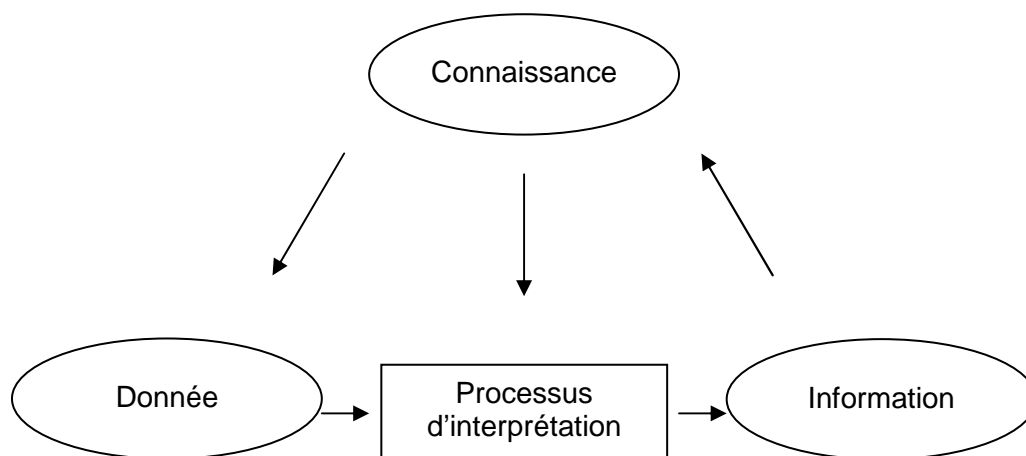 Connaissance
Donnée
Processus
d'interprétation
Information